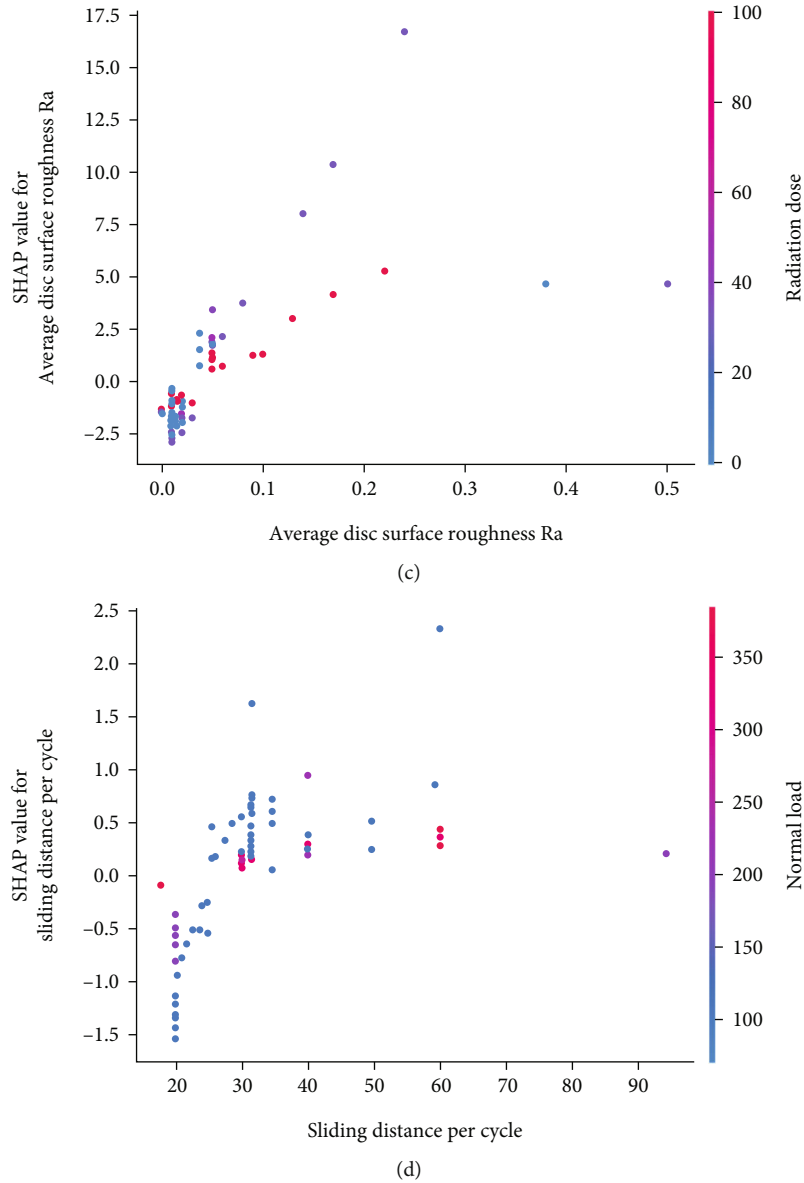 17.5
15.0
12.5
10.0
7.5
5.0
2.5
0.0
−2.5
SHAP value for
Average disc surface roughness Ra
0.0 0.1 0.2 0.3 0.4 0.5
Average disc surface roughness Ra
100
80
60
40
20
0
Radiation dose
(c)
2.5
2.0
1.5
1.0
0.5
0.0
−0.5
−1.0
−1.5
SHAP value for
sliding distance per cycle
20 30 40 50 60 70 80 90
Sliding distance per cycle
350
300
250
200
150
100
Normal load
(d)